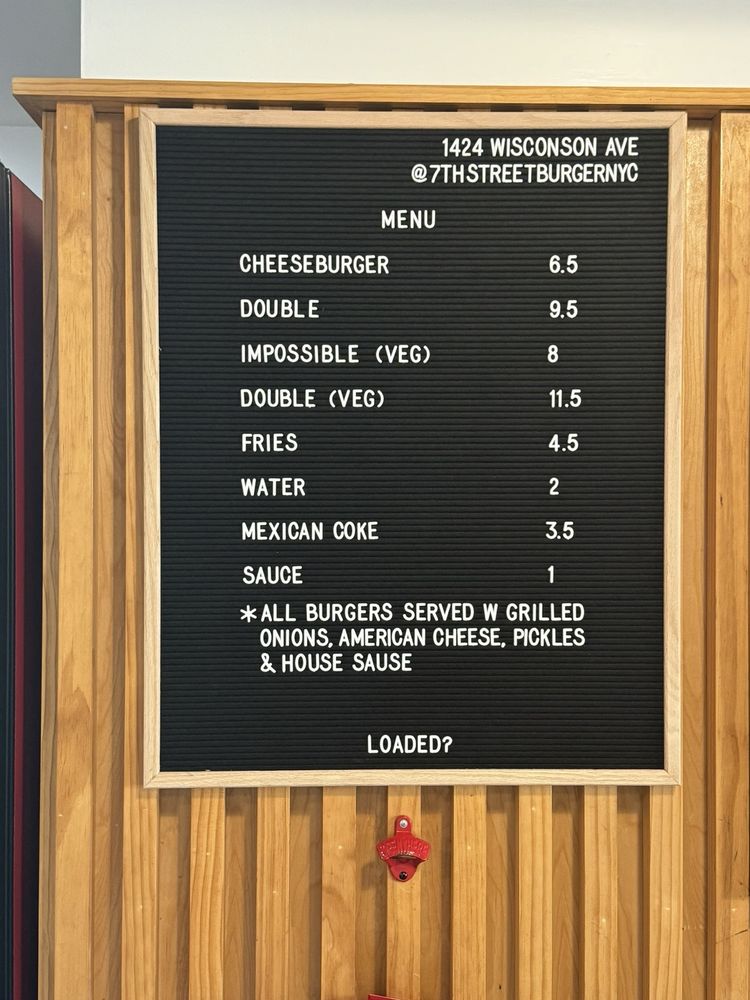 1424 WISCONSON AVE
@7THSTREETBURGERNYC
MENU
CHEESEBURGER 6.5
DOUBLE 9.5
IMPOSSIBLE (VEG) 8
DOUBLE (VEG) 11.5
FRIES 4.5
WATER 2
MEXICAN COKE 3.5
SAUCE 1
*ALL BURGERS SERVED W GRILLED
ONIONS, AMERICAN CHEESE, PICKLES
& HOUSE SAUSE
LOADED?